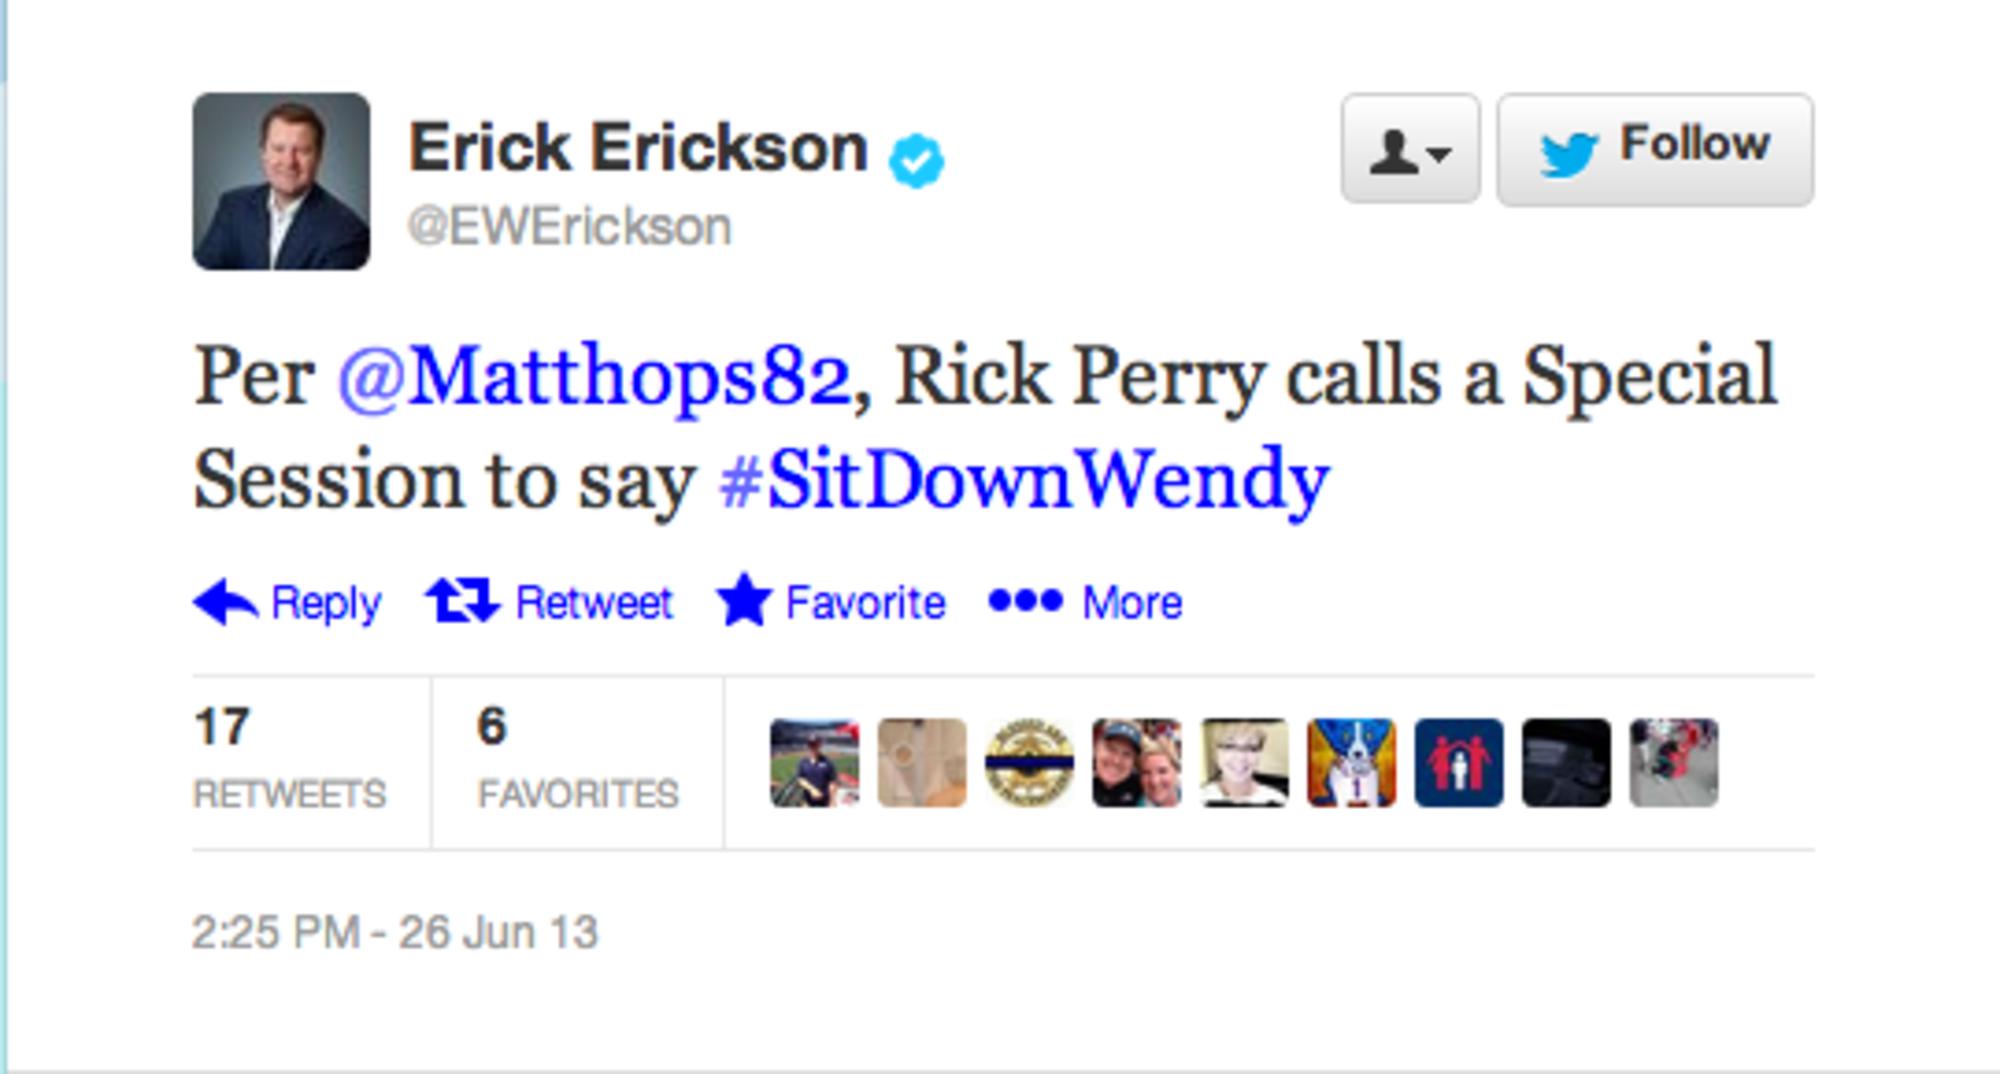 Erick Erickson
@EWErickson
Follow
Per @Matthops82, Rick Perry calls a Special
Session to say #SitDownWendy
Reply Retweet Favorite More
17 6
RETWEETS FAVORITES
2:25 PM - 26 Jun 13